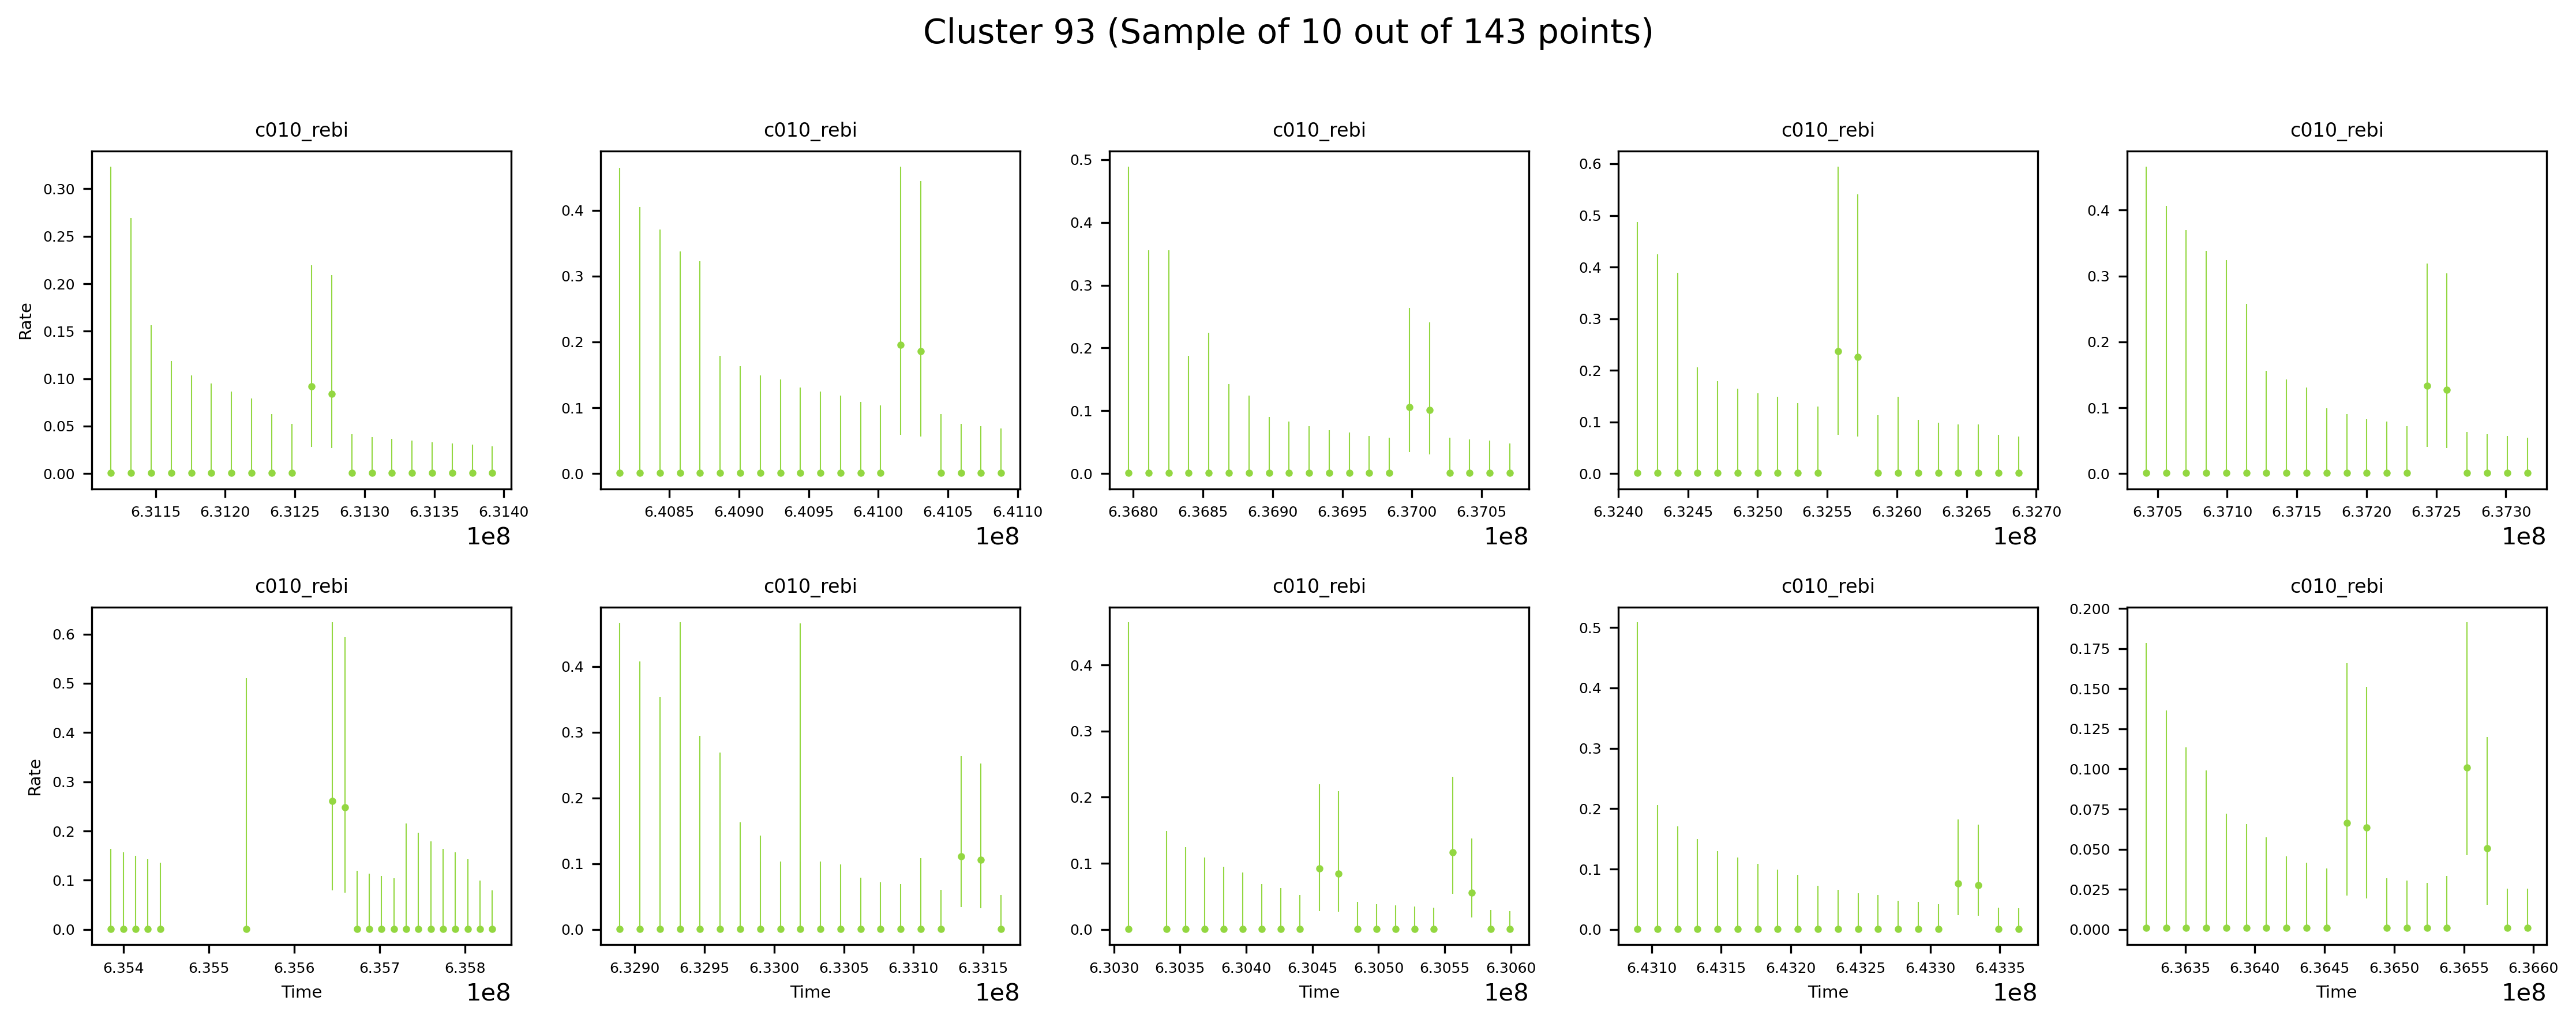 Cluster 93 (Sample of 10 out of 143 points)
c010_rebi c010_rebi c010_rebi c010_rebi c010_rebi
Rate
0.30 0.25 0.20 0.15 0.10 0.05 0.00
6.3115 6.3120 6.3125 6.3130 6.3135 6.3140
1e8
0.4 0.3 0.2 0.1 0.0
6.4085 6.4090 6.4095 6.4100 6.4105 6.4110
1e8
0.5 0.4 0.3 0.2 0.1 0.0
6.3680 6.3685 6.3690 6.3695 6.3700 6.3705
1e8
0.6 0.5 0.4 0.3 0.2 0.1 0.0
6.3240 6.3245 6.3250 6.3255 6.3260 6.3265 6.3270
1e8
0.4 0.3 0.2 0.1 0.0
6.3705 6.3710 6.3715 6.3720 6.3725 6.3730
1e8
c010_rebi c010_rebi c010_rebi c010_rebi c010_rebi
Rate
0.6 0.5 0.4 0.3 0.2 0.1 0.0
6.354 6.355 6.356 6.357 6.358
Time 1e8
0.4 0.3 0.2 0.1 0.0
6.3290 6.3295 6.3300 6.3305 6.3310 6.3315
Time 1e8
0.4 0.3 0.2 0.1 0.0
6.3030 6.3035 6.3040 6.3045 6.3050 6.3055 6.3060
Time 1e8
0.5 0.4 0.3 0.2 0.1 0.0
6.4310 6.4315 6.4320 6.4325 6.4330 6.4335
Time 1e8
0.200 0.175 0.150 0.125 0.100 0.075 0.050 0.025 0.000
6.3635 6.3640 6.3645 6.3650 6.3655 6.3660
Time 1e8